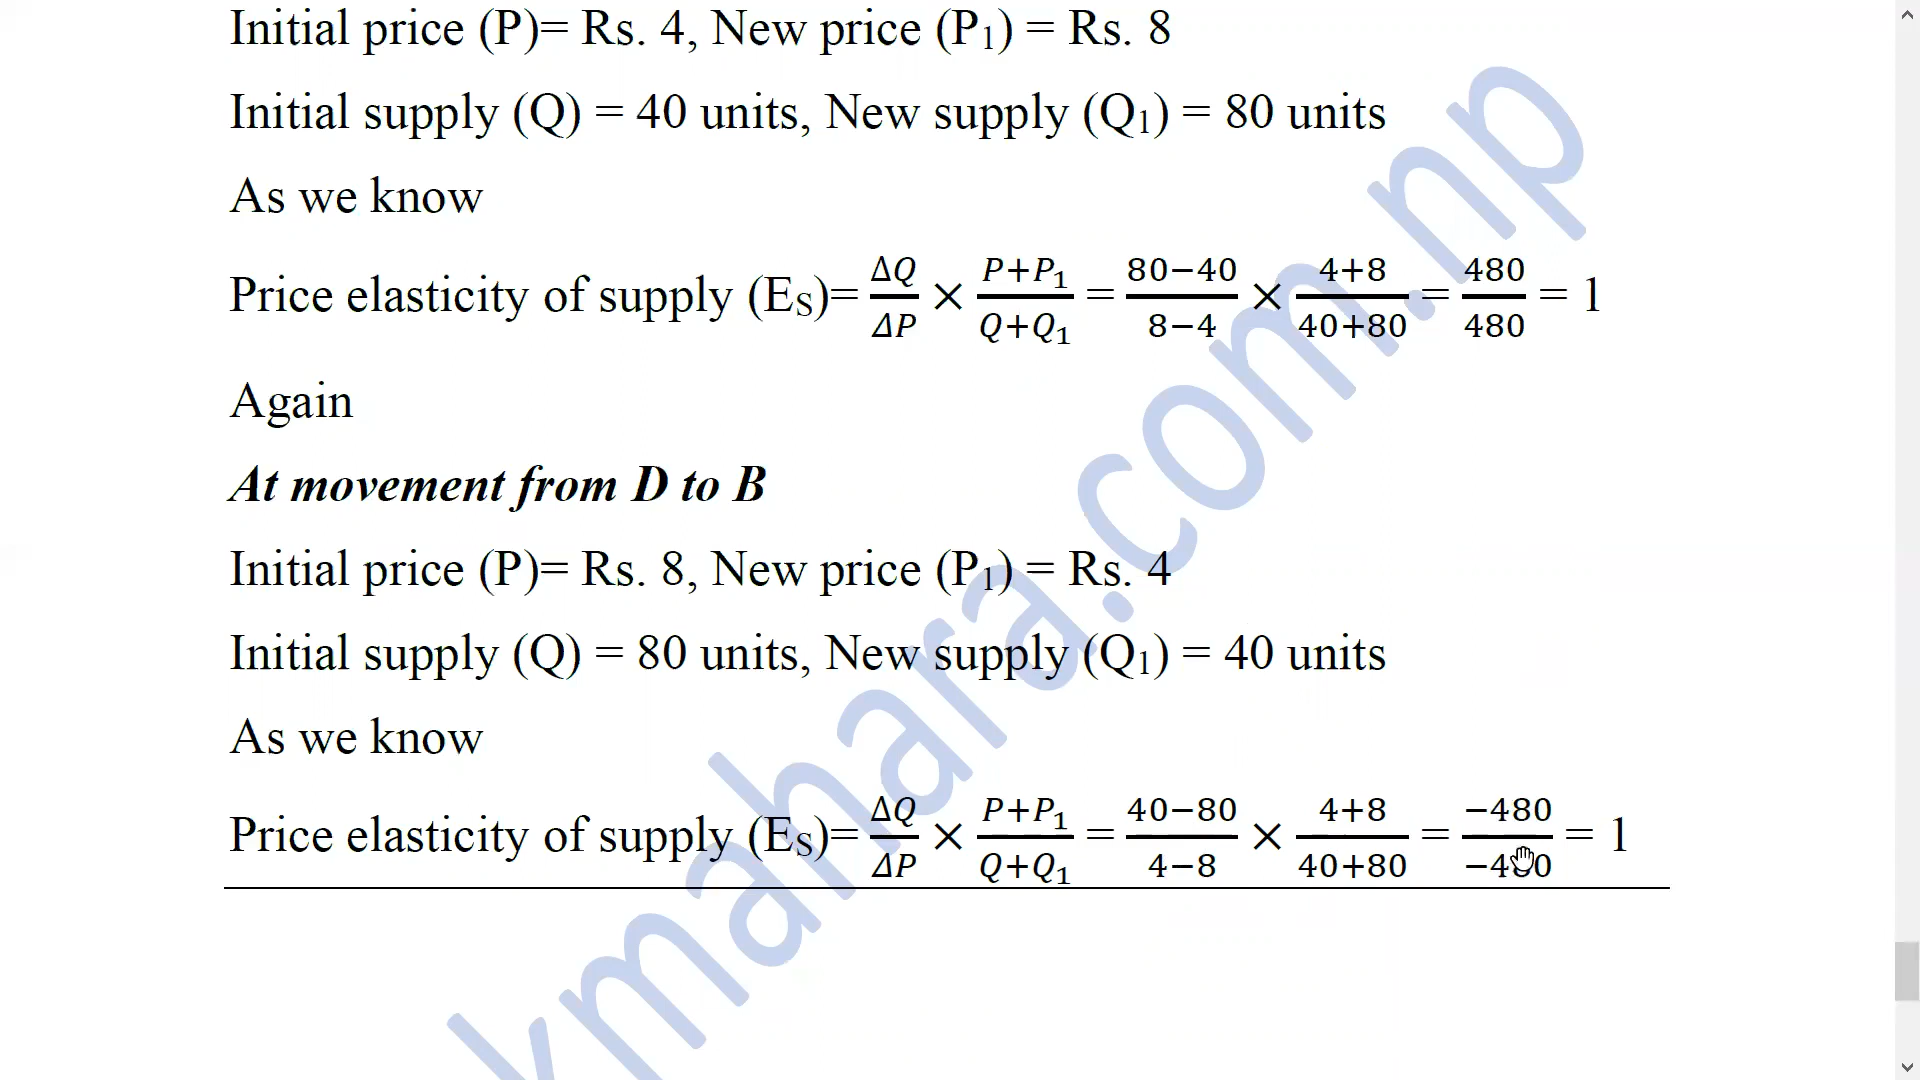 Initial price (P)= Rs. 4, New price (P₁) = Rs. 8
Initial supply (Q) = 40 units, New supply (Q₁) = 80 units
As we know
Price elasticity of supply (E_S)= ΔQ/ΔP × (P+P₁)/(Q+Q₁) = (80−40)/(8−4) × (4+8)/(40+80) = 480/480 = 1
Again
At movement from D to B
Initial price (P)= Rs. 8, New price (P₁) = Rs. 4
Initial supply (Q) = 80 units, New supply (Q₁) = 40 units
As we know
Price elasticity of supply (E_S)= ΔQ/ΔP × (P+P₁)/(Q+Q₁) = (40−80)/(4−8) × (4+8)/(40+80) = −480/−480 = 1
kmahara.com.np